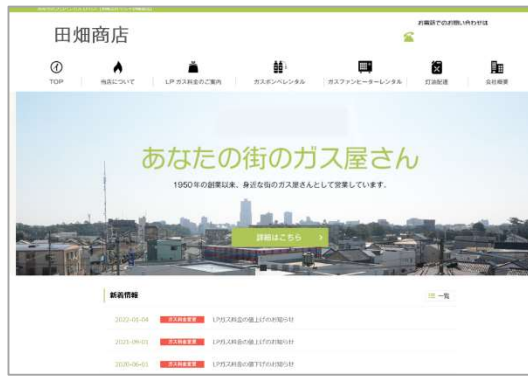 田畑商店
お電話でのお問い合わせは
TOP
当店について
LPガス料金のご案内
ガスボンベレンタル
ガスファンヒーターレンタル
灯油配達
会社概要
あなたの街のガス屋さん
1950年の創業以来、身近な街のガス屋さんとして営業しています。
詳細はこちら
新着情報
一覧
2022-01-04 ガス料金変更 LPガス料金の値上げのお知らせ
2021-09-01 ガス料金変更 LPガス料金の値上げのお知らせ
2020-06-01 ガス料金変更 LPガス料金の値下げのお知らせ